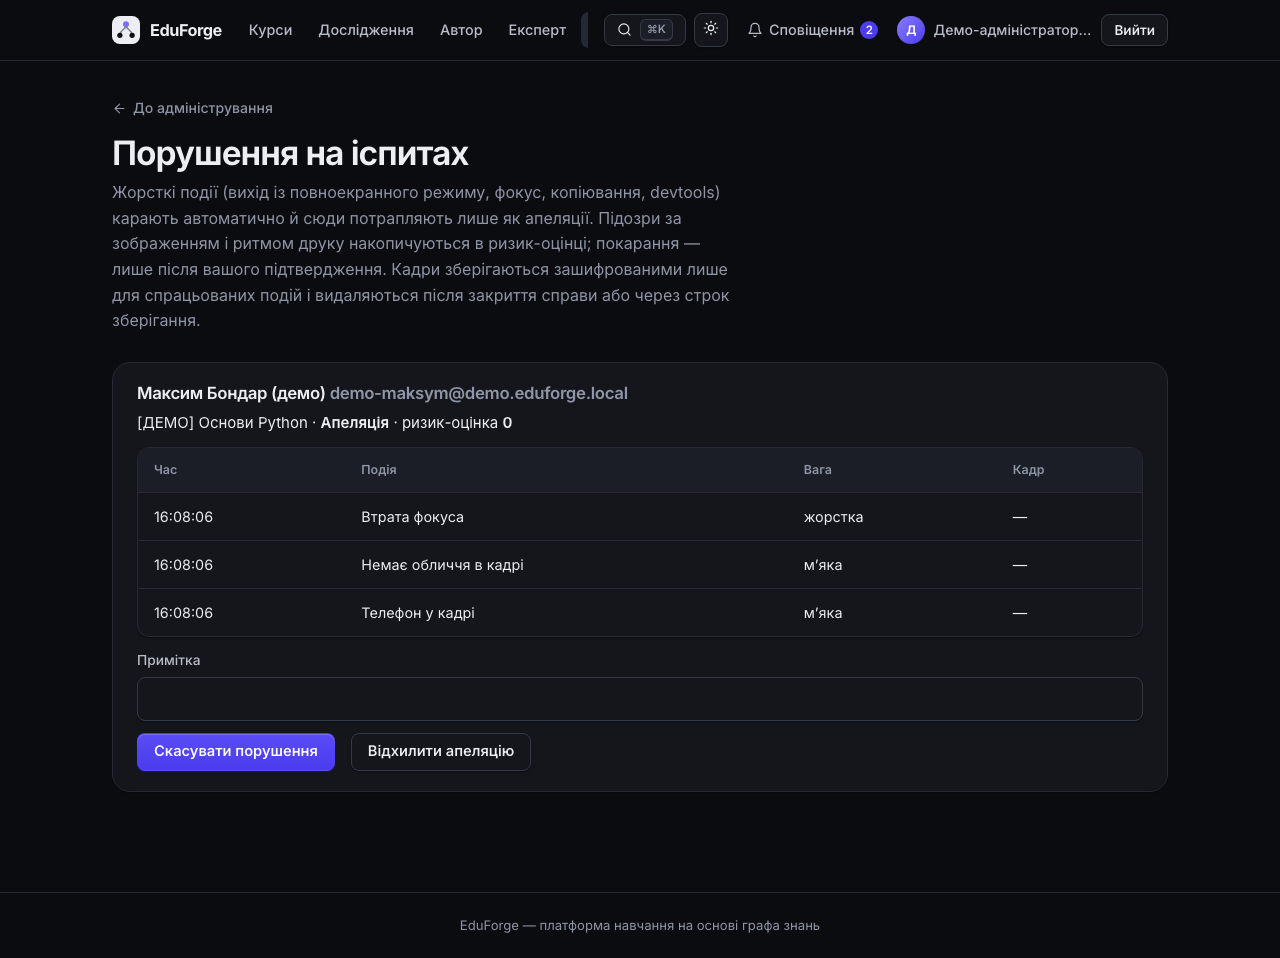 EduForge Курси Дослідження Автор Експерт ⌘K Сповіщення 2 Д Демо-адміністратор... Вийти
← До адміністрування
Порушення на іспитах
Жорсткі події (вихід із повноекранного режиму, фокус, копіювання, devtools)
карають автоматично й сюди потрапляють лише як апеляції. Підозри за
зображенням і ритмом друку накопичуються в ризик-оцінці; покарання —
лише після вашого підтвердження. Кадри зберігаються зашифрованими лише
для спрацьованих подій і видаляються після закриття справи або через строк
зберігання.
Максим Бондар (демо) demo-maksym@demo.eduforge.local
[ДЕМО] Основи Python · Апеляція · ризик-оцінка 0
Час Подія Вага Кадр
16:08:06 Втрата фокуса жорстка —
16:08:06 Немає обличчя в кадрі м’яка —
16:08:06 Телефон у кадрі м’яка —
Примітка
Скасувати порушення Відхилити апеляцію
EduForge — платформа навчання на основі графа знань